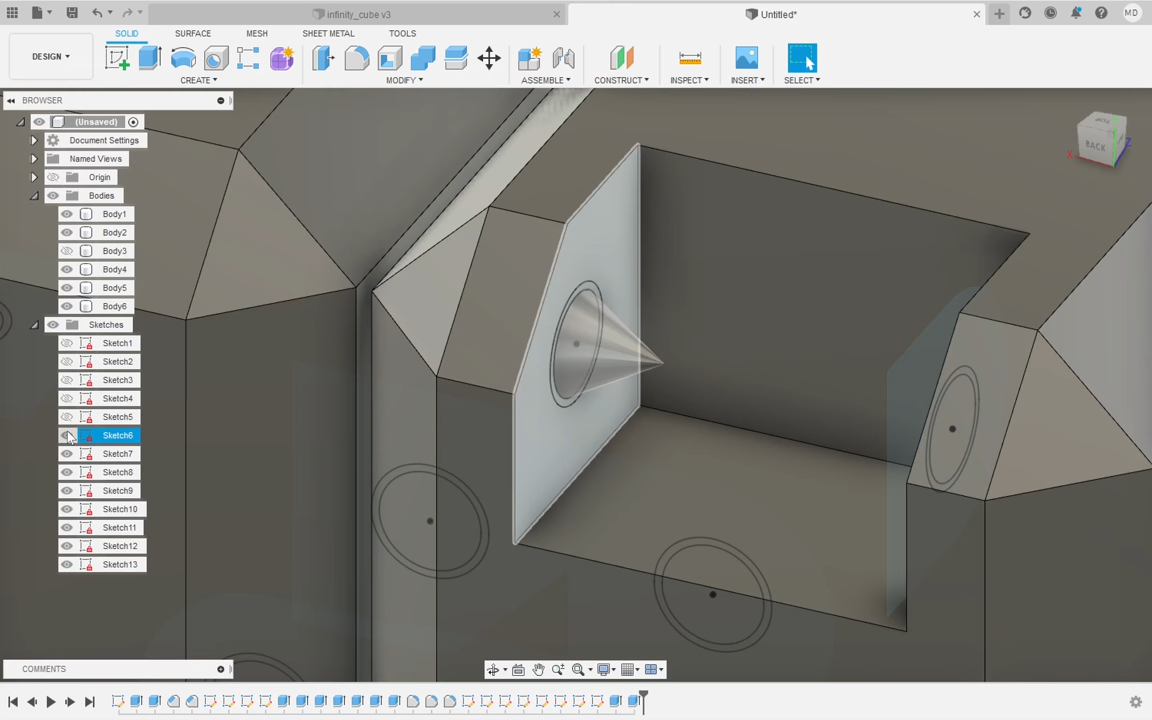 infinity_cube v3
Untitled*
MD
DESIGN
SOLID
SURFACE
MESH
SHEET METAL
TOOLS
CREATE
MODIFY
ASSEMBLE
CONSTRUCT
INSPECT
INSERT
SELECT
BROWSER
(Unsaved)
Document Settings
Named Views
Origin
Bodies
Body1
Body2
Body3
Body4
Body5
Body6
Sketches
Sketch1
Sketch2
Sketch3
Sketch4
Sketch5
Sketch6
Sketch7
Sketch8
Sketch9
Sketch10
Sketch11
Sketch12
Sketch13
BACK
X
Z
COMMENTS